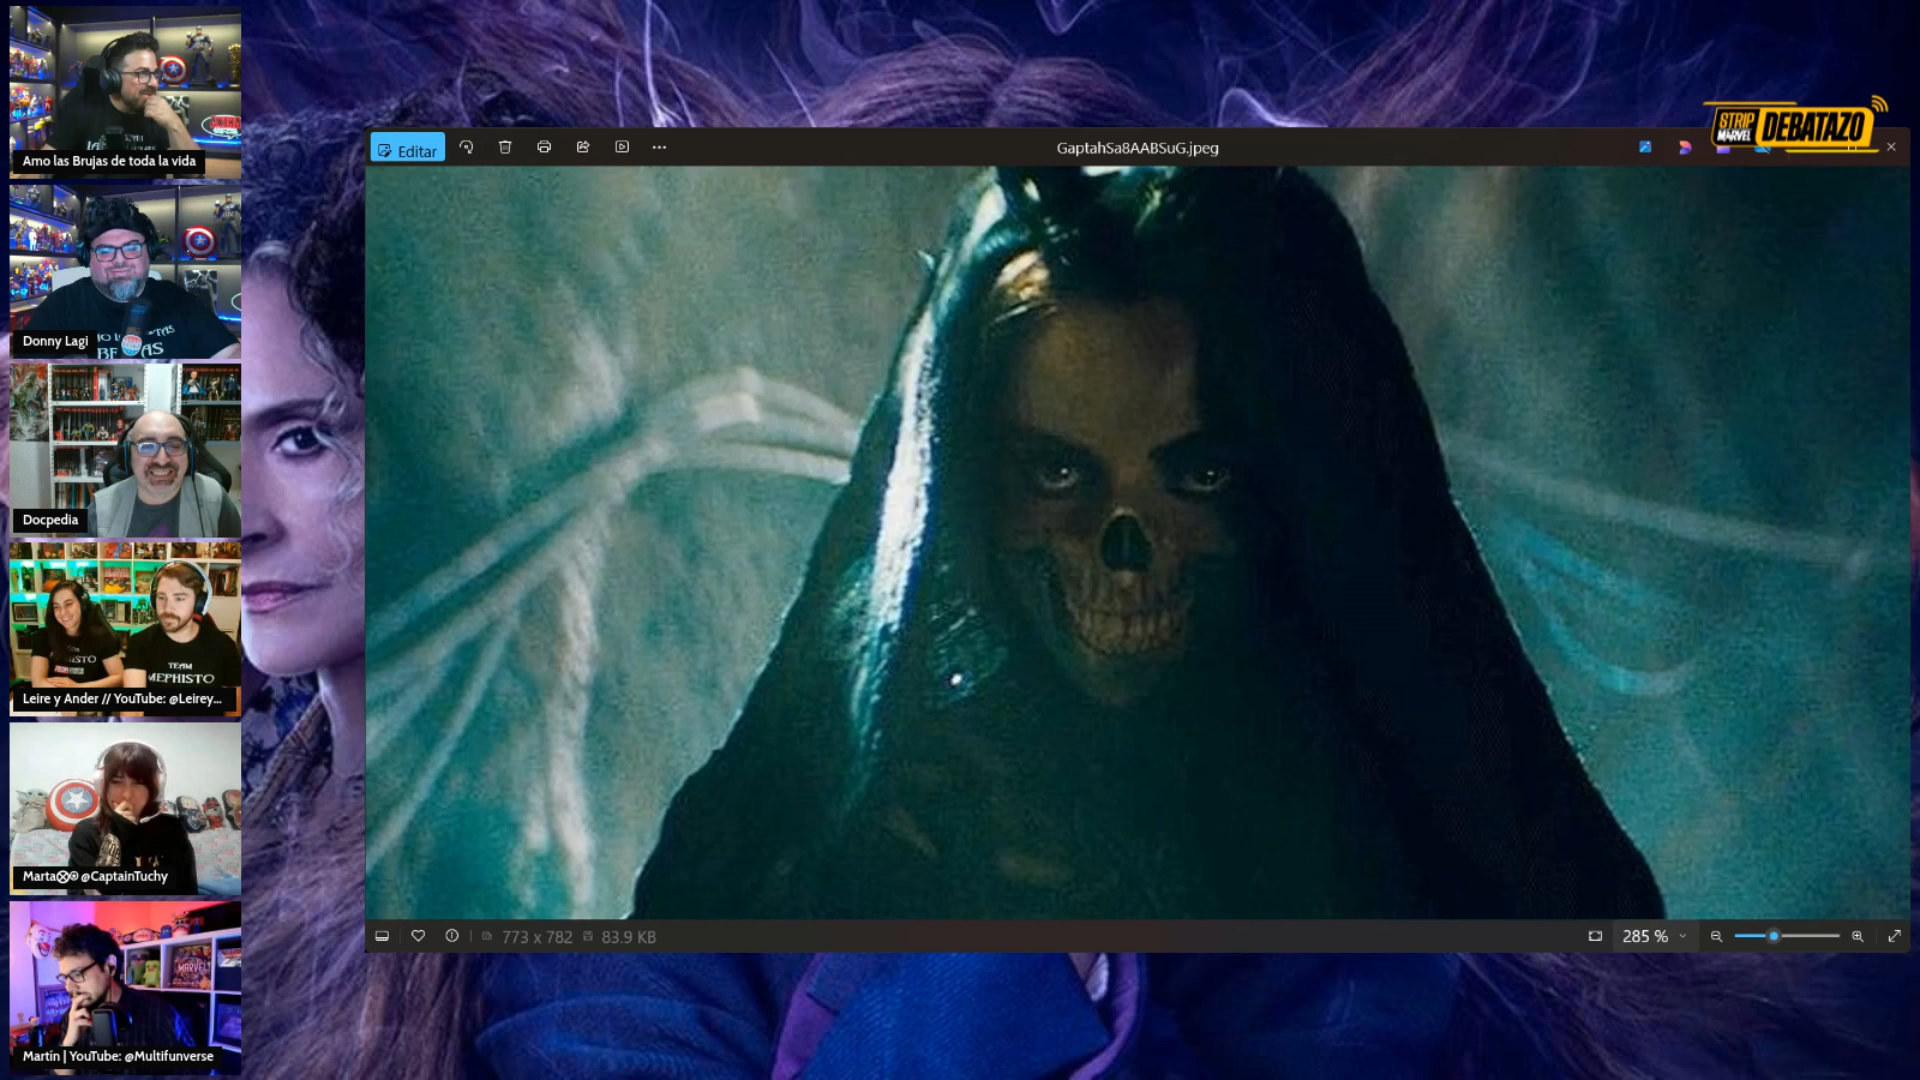 Amo las Brujas de toda la vida
Donny Lagi
Docpedia
TEAM
MEPHISTO
Leire y Ander // YouTube: @Leirey...
Marta⊗® @CaptainTuchy
MARVEL
Martín | YouTube: @Multifunverse
Editar
GaptahSa8AABSuG.jpeg
STRIP
MARVEL
DEBATAZO
773 x 782
83.9 KB
285 %